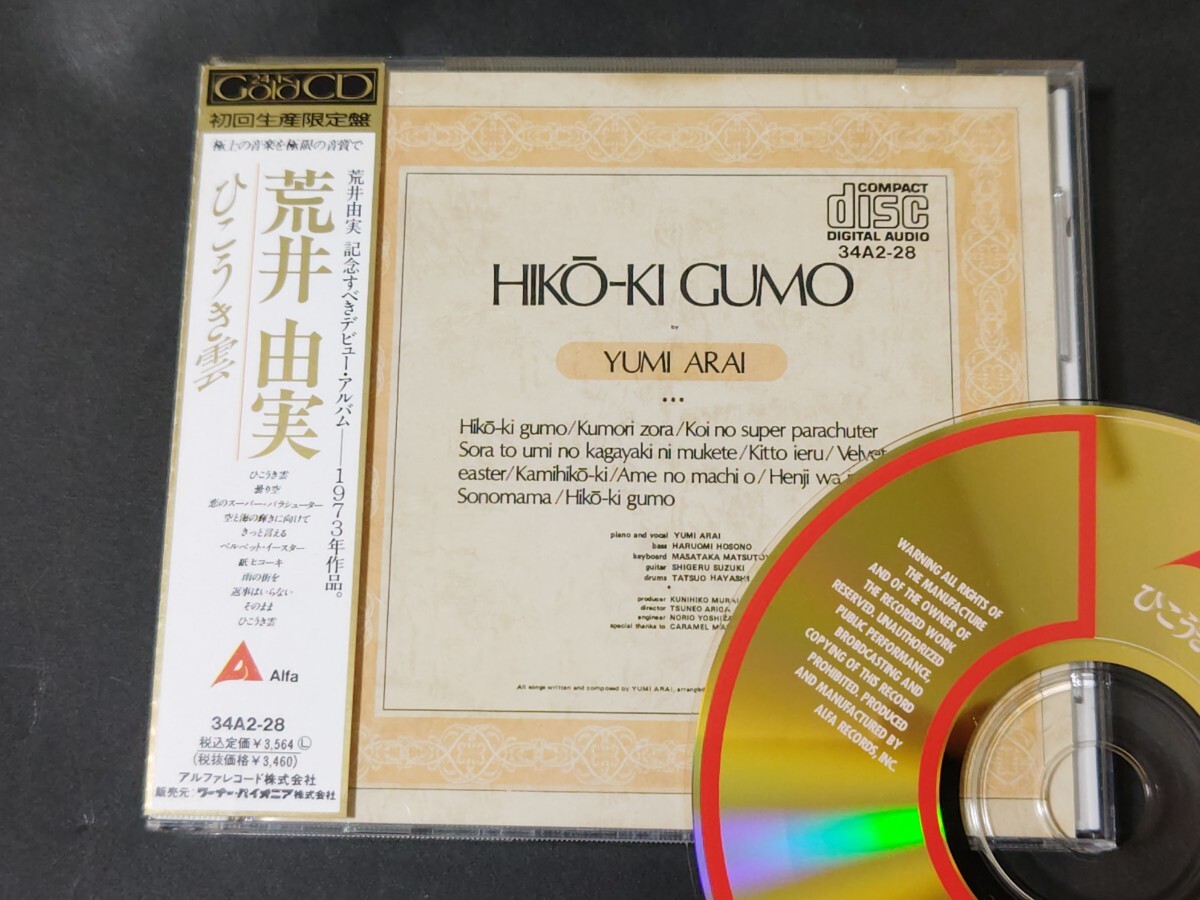 24K Gold CD
初回生産限定盤
極上の音楽を極限の音質で
荒井由実 記念すべきデビュー・アルバム――1973年作品。
荒井由実
ひこうき雲
ひこうき雲
曇り空
恋のスーパー・パラシューター
空と海の輝きに向けて
きっと言える
ベルベット・イースター
紙ヒコーキ
雨の街を
返事はいらない
そのまま
ひこうき雲
Alfa
34A2-28
税込定価¥3,564 Ⓛ
(税抜価格¥3,460)
アルファレコード株式会社
販売元:ワーナー・パイオニア株式会社
COMPACT
disc
DIGITAL AUDIO
34A2-28
HIKŌ-KI GUMO
by
YUMI ARAI
Hikō-ki gumo/Kumori zora/Koi no super parachuter
Sora to umi no kagayaki ni mukete/Kitto ieru/Velvet
easter/Kamihikō-ki/Ame no machi o/Henji wa
Sonomama/Hikō-ki gumo
piano and vocal YUMI ARAI
bass HARUOMI HOSONO
keyboard MASATAKA MATSUTOY
guitar SHIGERU SUZUKI
drums TATSUO HAYASHI
producer KUNIHIKO MURAI
director TSUNEO ARIGA
engineer NORIO YOSHIZA
special thanks to CARAMEL MA
All songs written and composed by YUMI ARAI, arranged
WARNING ALL RIGHTS OF
THE MANUFACTURE
AND OF THE OWNER OF
THE RECORDED WORK
RESERVED. UNAUTHORIZED
PUBLIC PERFORMANCE,
BROBDCASTING AND
COPYING OF THIS RECORD
PROHIBITED, PRODUCED
AND MANUFACTURED BY
ALFA RECORDS, INC.
ひこう